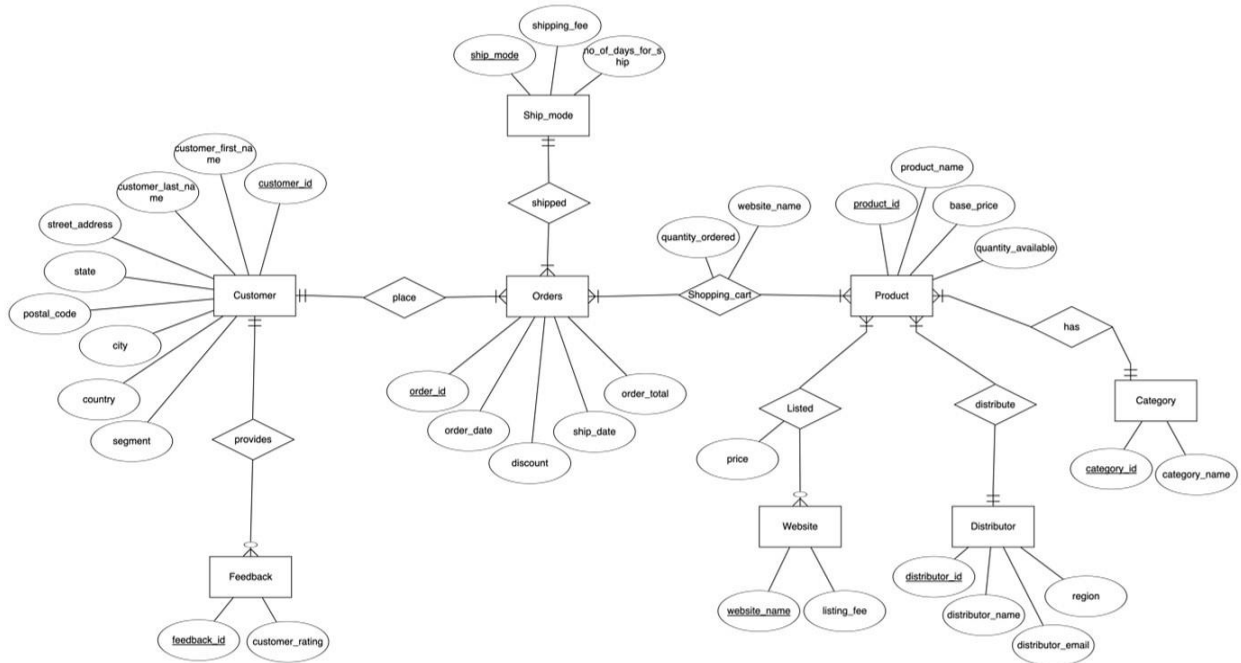 shipping_fee
ship_mode
no_of_days_for_s
hip
Ship_mode
customer_first_na
me
customer_last_na
me
customer_id
street_address
state
postal_code
city
country
segment
Customer
place
shipped
Orders
order_id
order_date
discount
ship_date
order_total
quantity_ordered
website_name
Shopping_cart
product_name
product_id
base_price
quantity_available
Product
has
Category
category_id
category_name
Listed
price
distribute
Website
website_name
listing_fee
Distributor
distributor_id
distributor_name
distributor_email
region
provides
Feedback
feedback_id
customer_rating